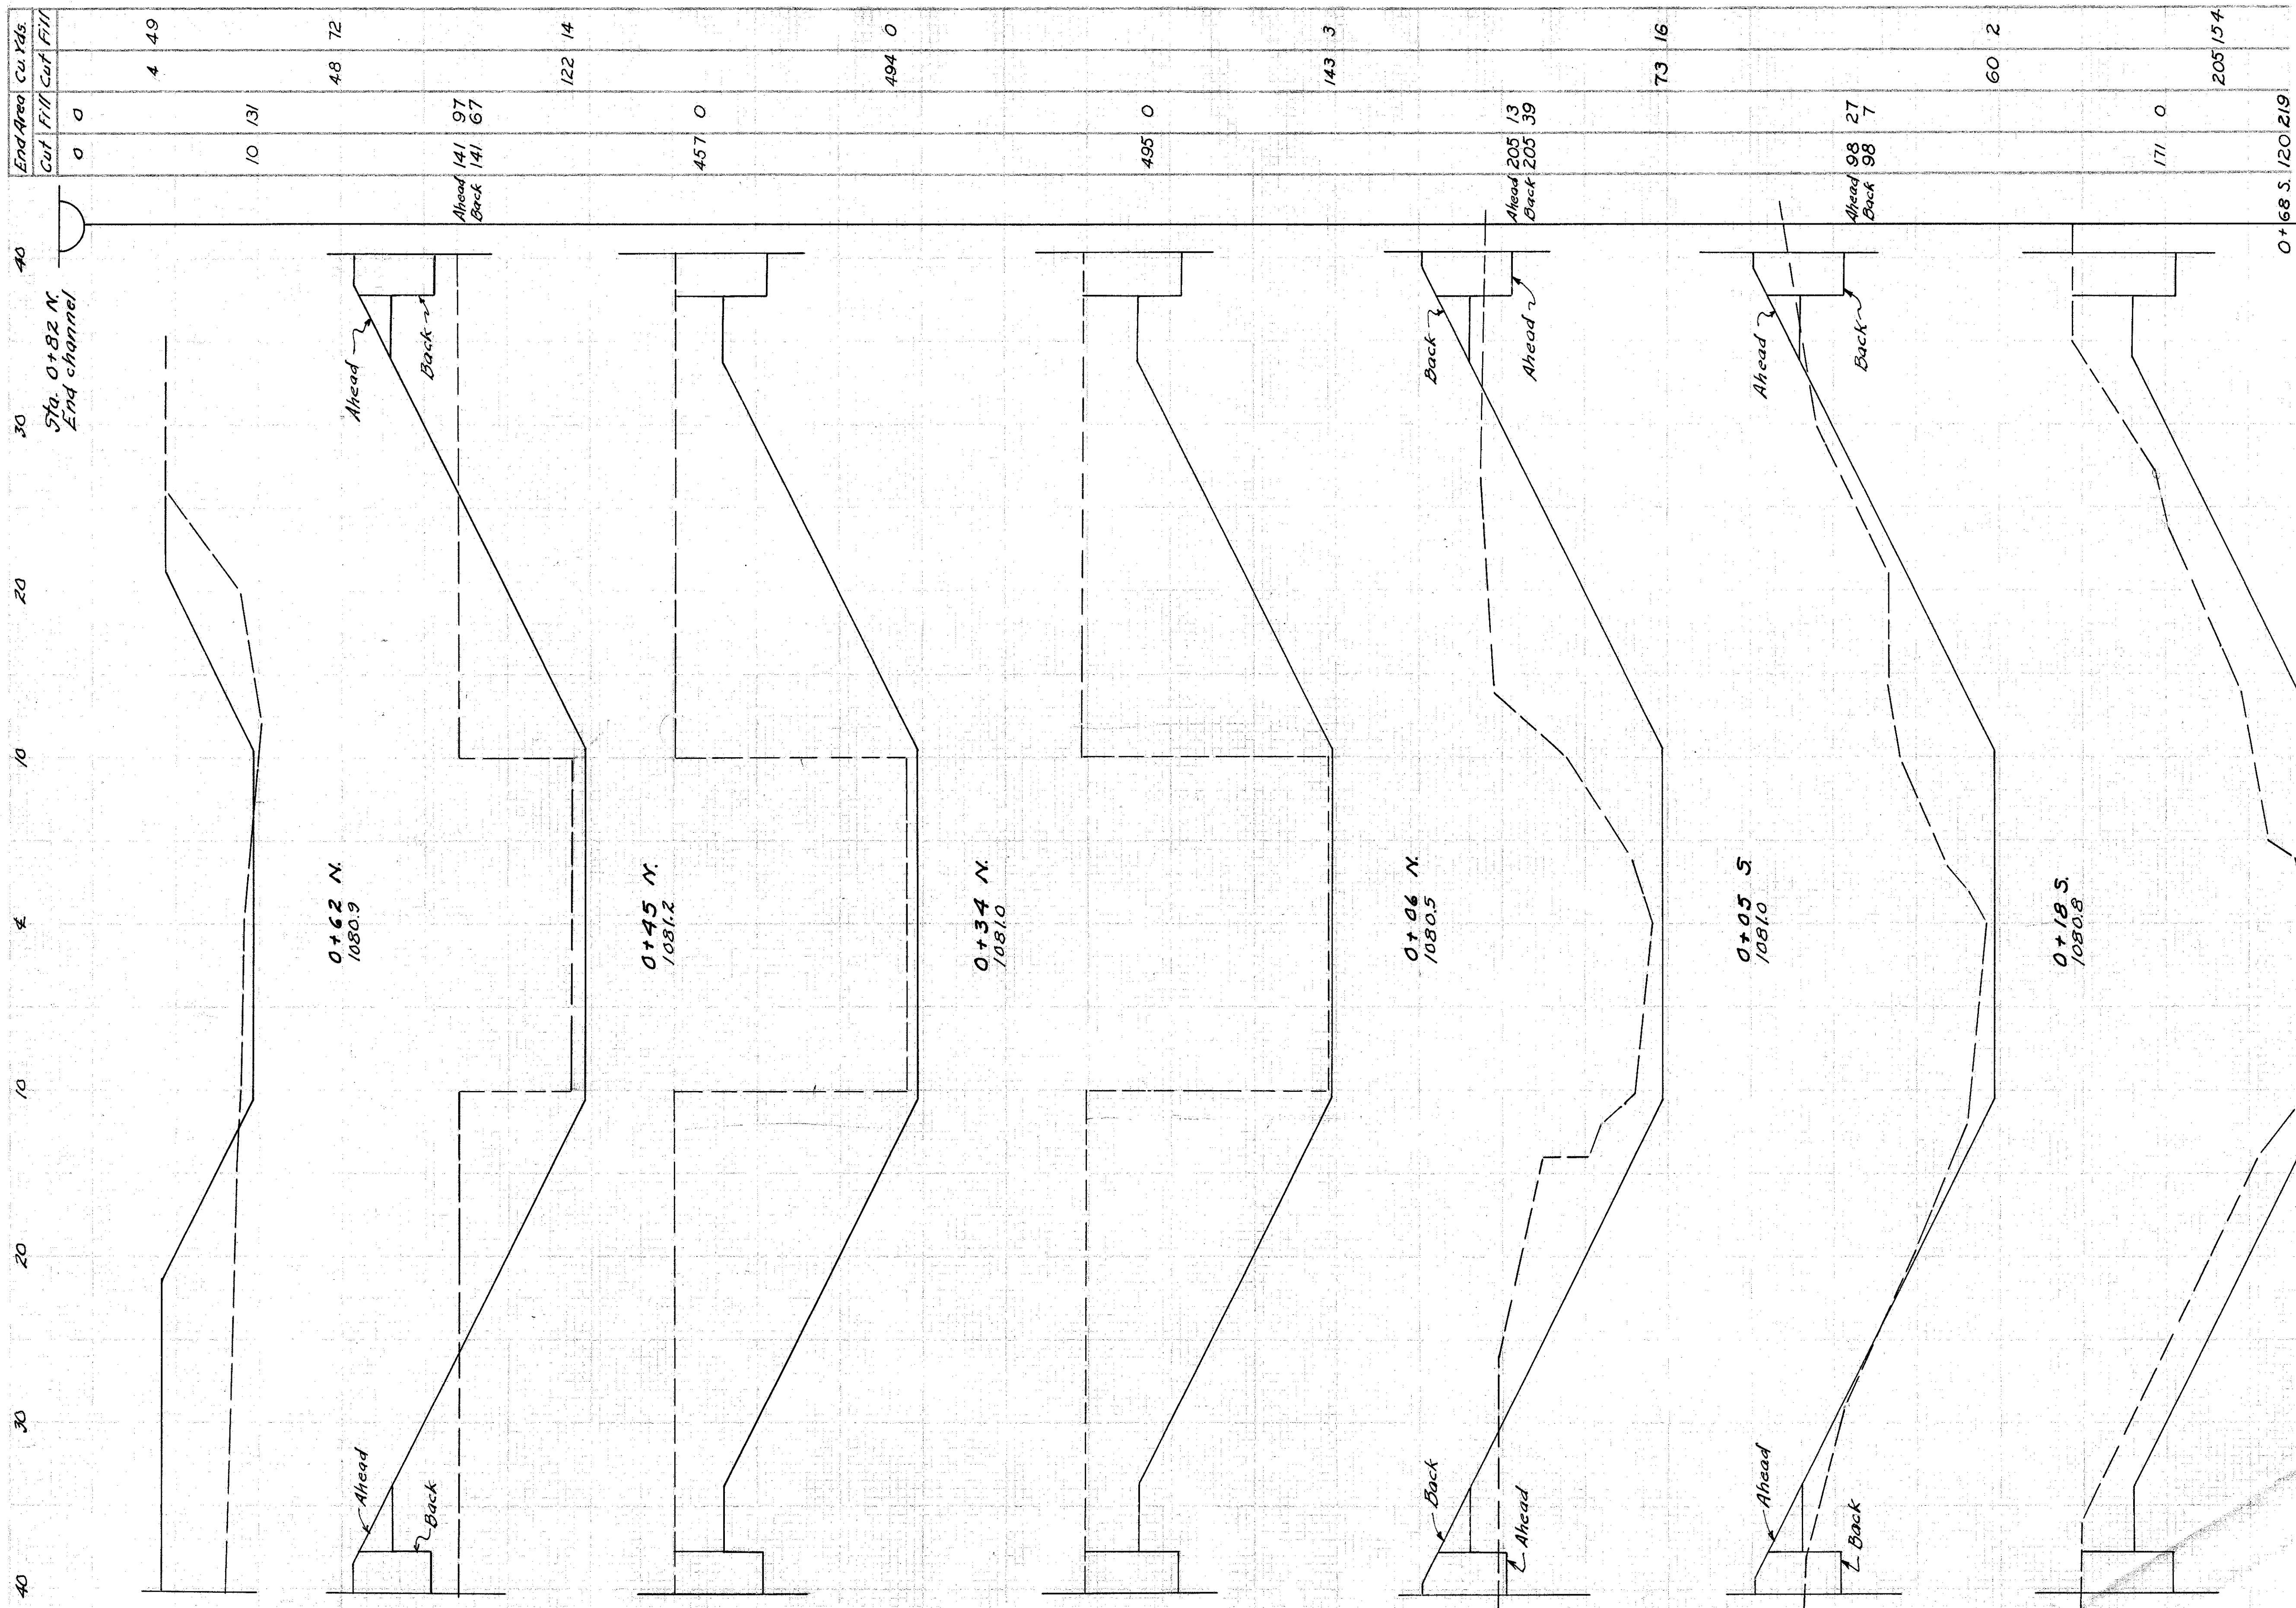 End Area Cu. Yds.
Cut Fill Cut Fill
0 0
4 49
10 131
48 72
Ahead 141 97
Back 141 67
122 14
457 0
494 0
495 0
143 3
Ahead 205 13
Back 205 39
73 16
Ahead 98 27
Back 98 7
60 2
171 0
205 154
0+68 S. 120 219
40 30 20 10 ℄ 10 20 30 40
Sta. 0+82 N.
End channel
0+62 N.
1080.9
Ahead
Back
Ahead
Back
0+45 N.
1081.2
0+34 N.
1081.0
0+06 N.
1080.5
Back
Ahead
Back
Ahead
0+05 S.
1081.0
Ahead
Back
Ahead
Back
0+18 S.
1080.8